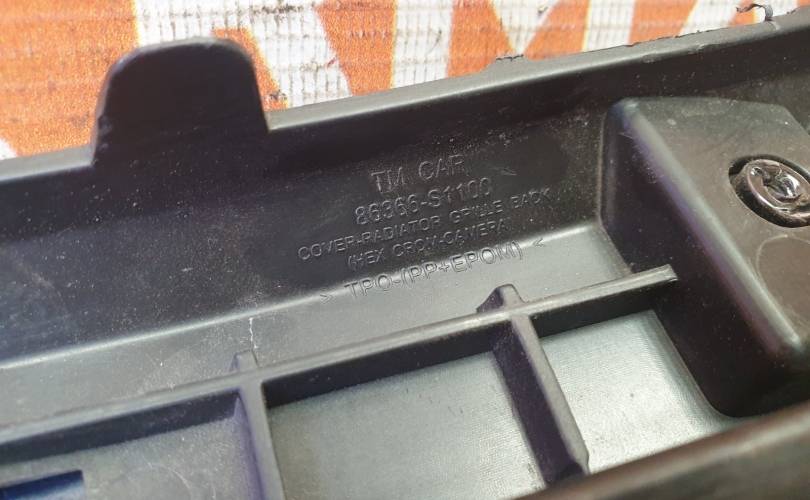 TM CAR
86366-S1100
COVER-RADIATOR GRILLE BACK
(HEX CROM-CAMERA)
> TPO-(PP+EPDM) <